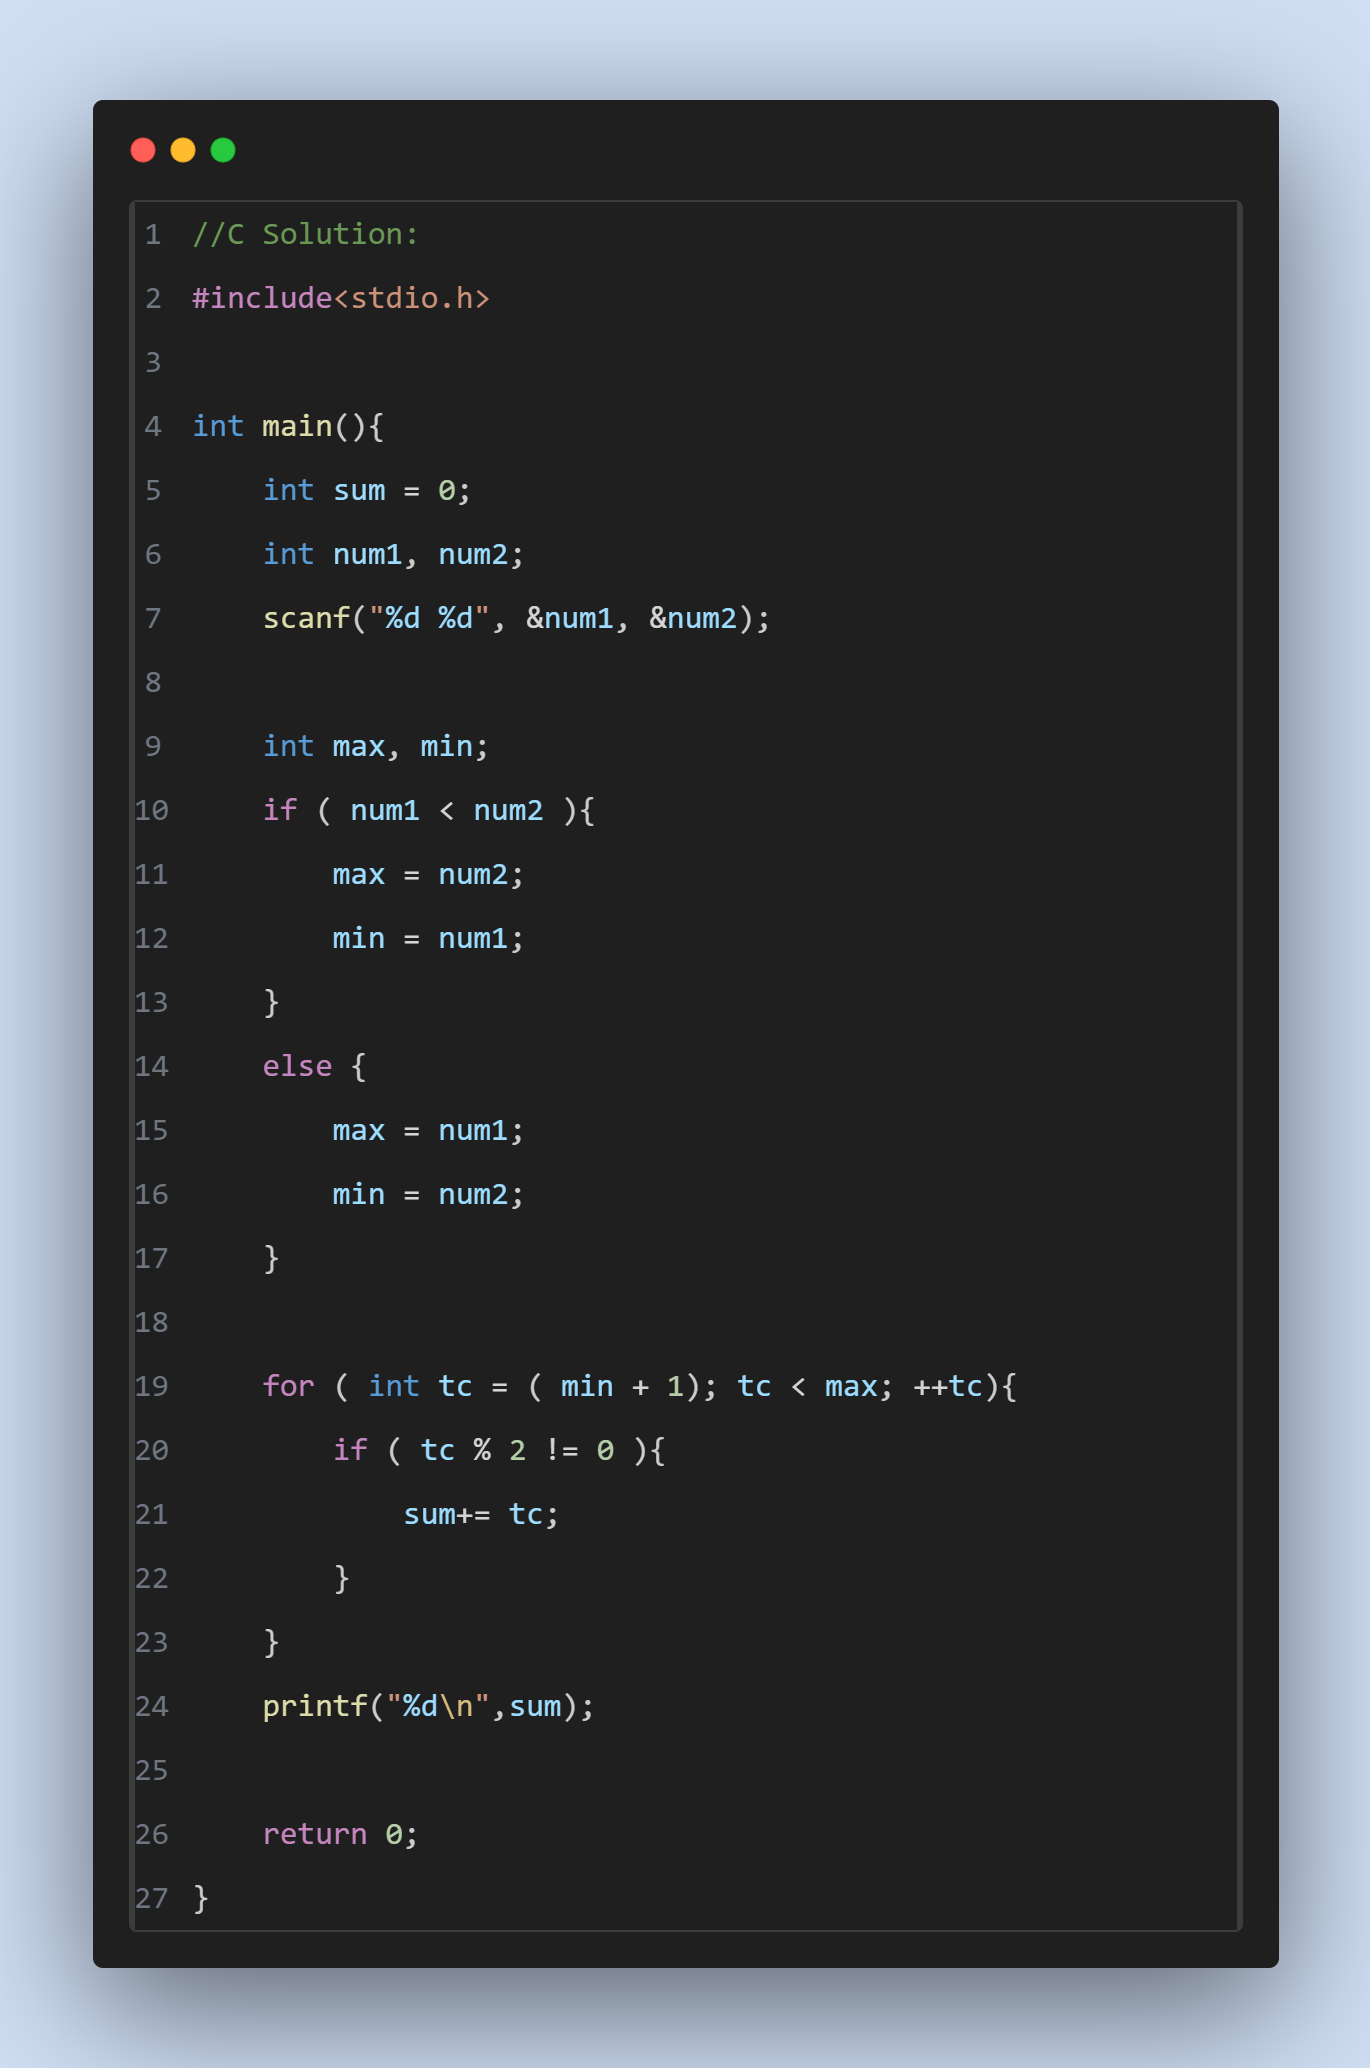 1 //C Solution:
2 #include<stdio.h>
3
4 int main(){
5     int sum = 0;
6     int num1, num2;
7     scanf("%d %d", &num1, &num2);
8
9     int max, min;
10     if ( num1 < num2 ){
11         max = num2;
12         min = num1;
13     }
14     else {
15         max = num1;
16         min = num2;
17     }
18
19     for ( int tc = ( min + 1); tc < max; ++tc){
20         if ( tc % 2 != 0 ){
21             sum+= tc;
22         }
23     }
24     printf("%d\n",sum);
25
26     return 0;
27 }